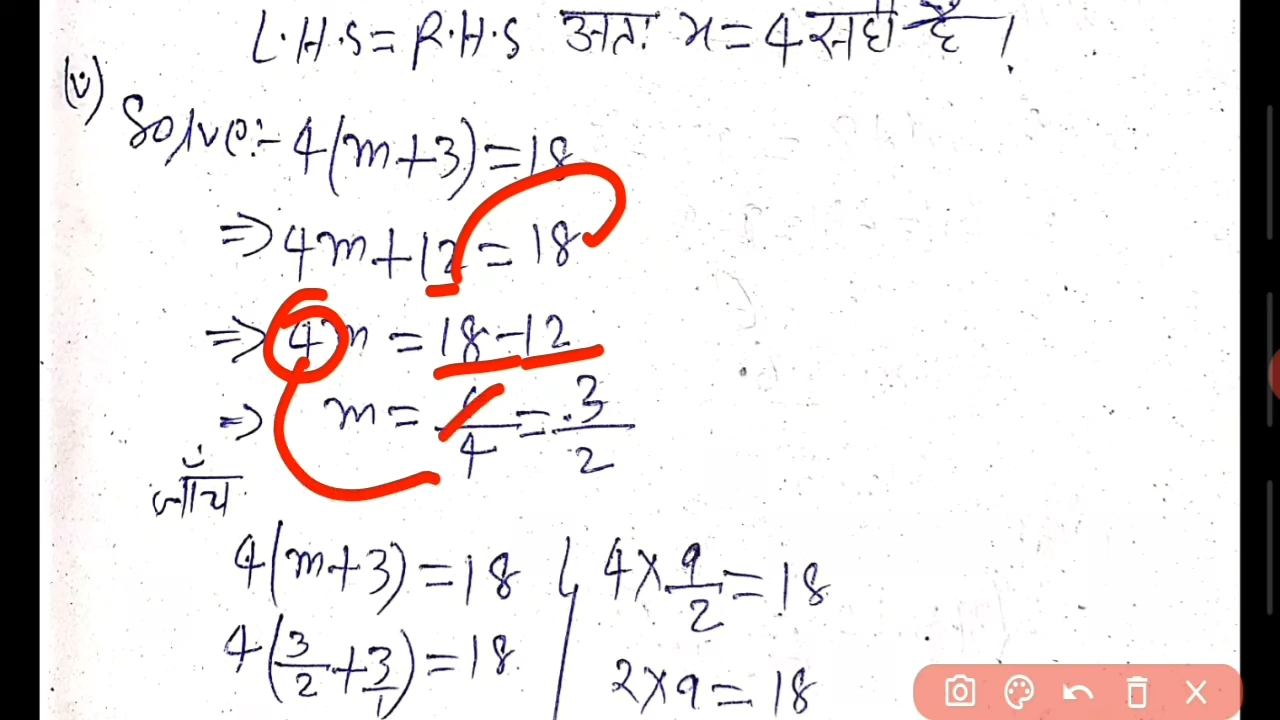 L.H.S = R.H.S अतः x = 4 सही है ।
(v)
Solve:- 4(m+3) = 18
⇒ 4m + 12 = 18
⇒ 4m = 18 - 12
⇒ m = 6/4 = 3/2
जाँच
4(m+3) = 18
4(3/2 + 3/1) = 18
4 × 9/2 = 18
2 × 9 = 18